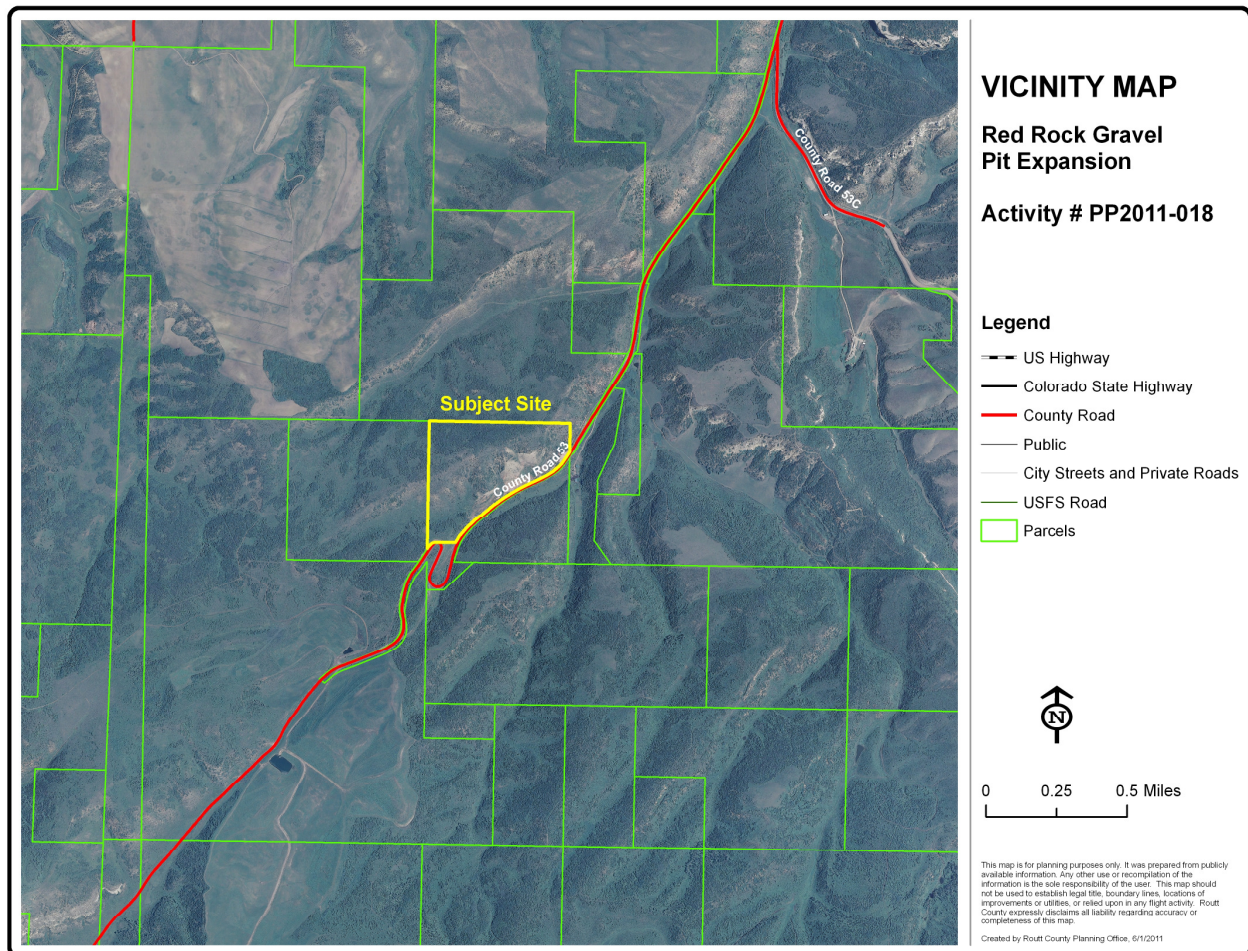 VICINITY MAP
Red Rock Gravel
Pit Expansion
Activity # PP2011-018
Legend
US Highway
Colorado State Highway
County Road
Public
City Streets and Private Roads
USFS Road
Parcels
County Road 53C
Subject Site
County Road 53
N
0 0.25 0.5 Miles
This map is for planning purposes only. It was prepared from publicly
available information. Any other use or recompilation of the
information is the sole responsibility of the user. This map should
not be used to establish legal title, boundary lines, locations of
improvements or utilities, or relied upon in any flight activity. Routt
County expressly disclaims all liability regarding accuracy or
completeness of this map.
Created by Routt County Planning Office, 6/1/2011